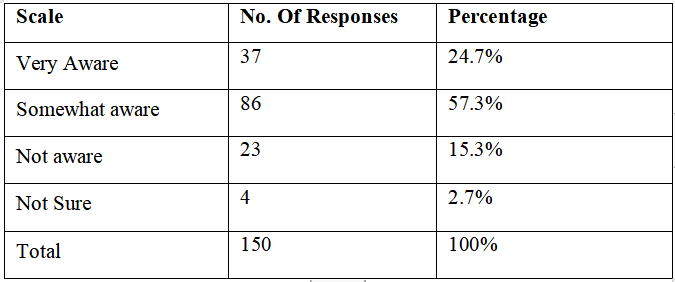 Scale No. Of Responses Percentage
Very Aware 37 24.7%
Somewhat aware 86 57.3%
Not aware 23 15.3%
Not Sure 4 2.7%
Total 150 100%